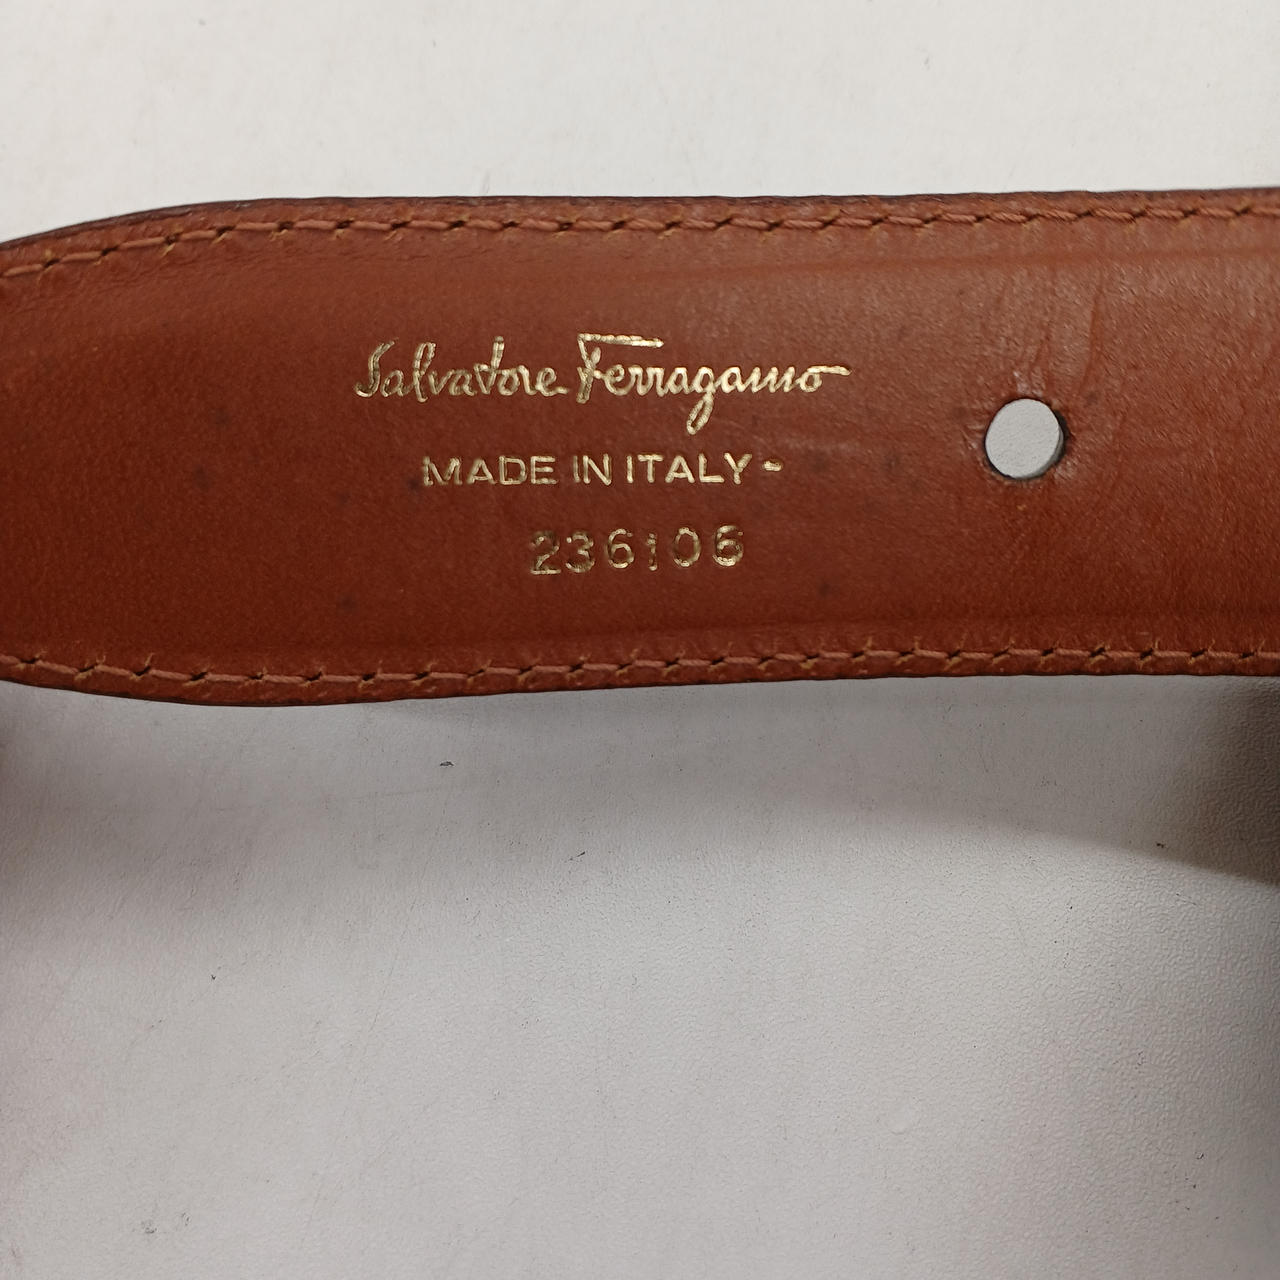 Salvatore Ferragamo
MADE IN ITALY -
236106